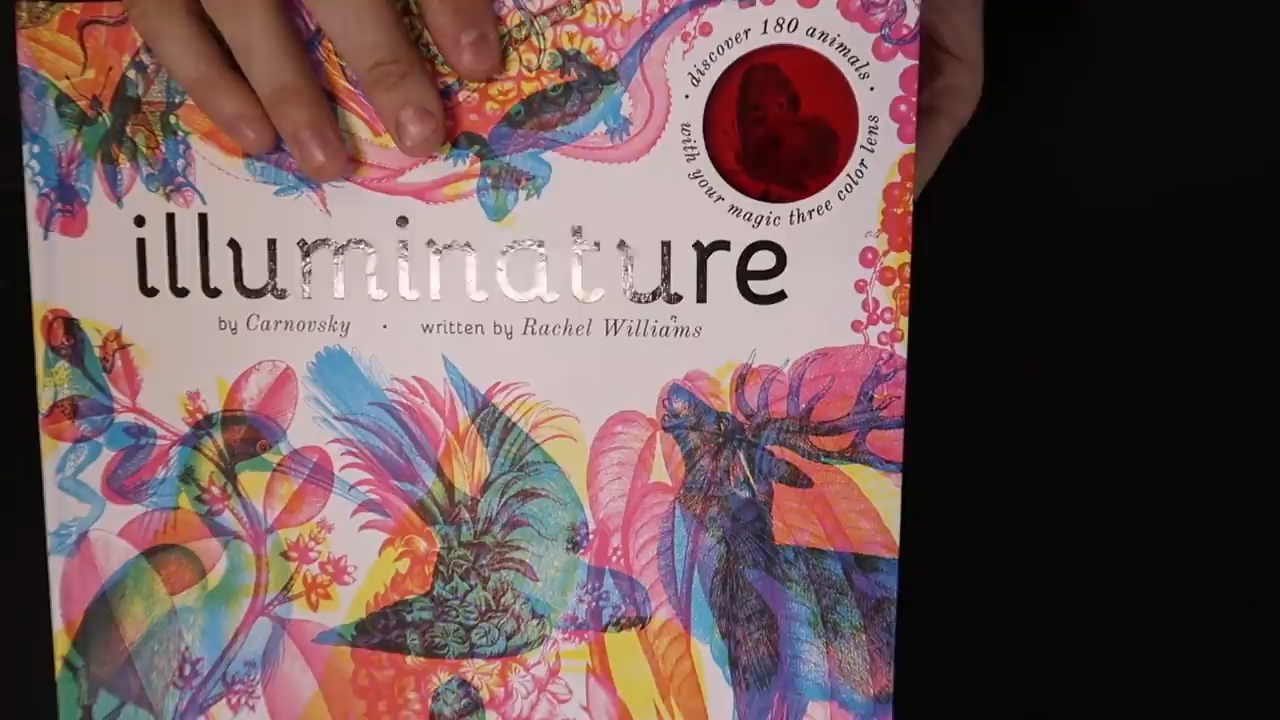 · discover 180 animals ·
with your magic three color lens
illuminature
by Carnovsky · written by Rachel Williams